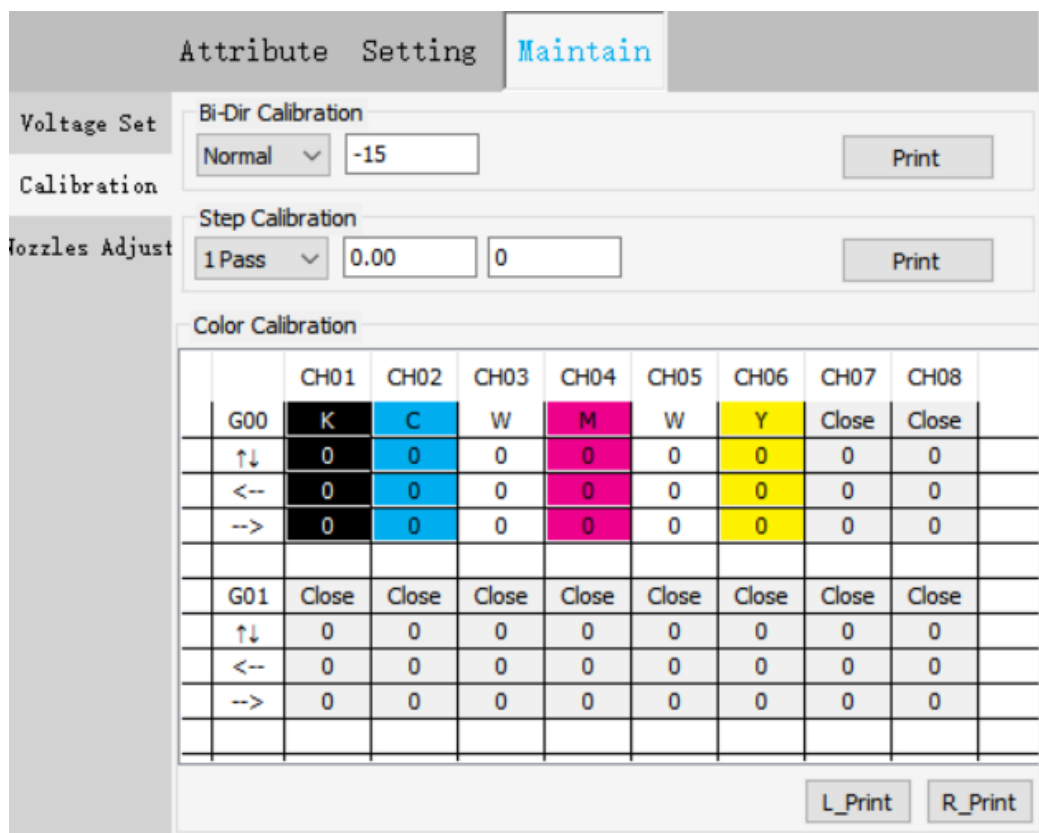 Attribute Setting Maintain
Voltage Set
Calibration
Nozzles Adjust
Bi-Dir Calibration
Normal -15 Print
Step Calibration
1 Pass 0.00 0 Print
Color Calibration
CH01 CH02 CH03 CH04 CH05 CH06 CH07 CH08
G00 K C W M W Y Close Close
↑↓ 0 0 0 0 0 0 0 0
<-- 0 0 0 0 0 0 0 0
--> 0 0 0 0 0 0 0 0
G01 Close Close Close Close Close Close Close Close
↑↓ 0 0 0 0 0 0 0 0
<-- 0 0 0 0 0 0 0 0
--> 0 0 0 0 0 0 0 0
L_Print R_Print